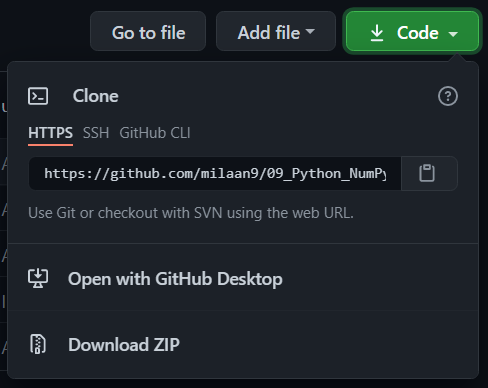 Go to file
Add file
Code
Clone
HTTPS SSH GitHub CLI
https://github.com/milaan9/09_Python_NumPy
Use Git or checkout with SVN using the web URL.
Open with GitHub Desktop
Download ZIP